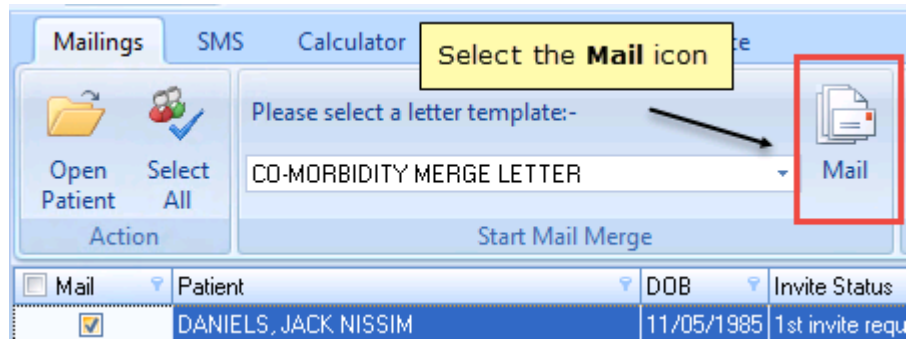 Mailings SMS Calculator
Select the Mail icon
Please select a letter template:-
Open Patient
Select All
CO-MORBIDITY MERGE LETTER
Mail
Action
Start Mail Merge
Mail Patient DOB Invite Status
DANIELS, JACK NISSIM 11/05/1985 1st invite requ